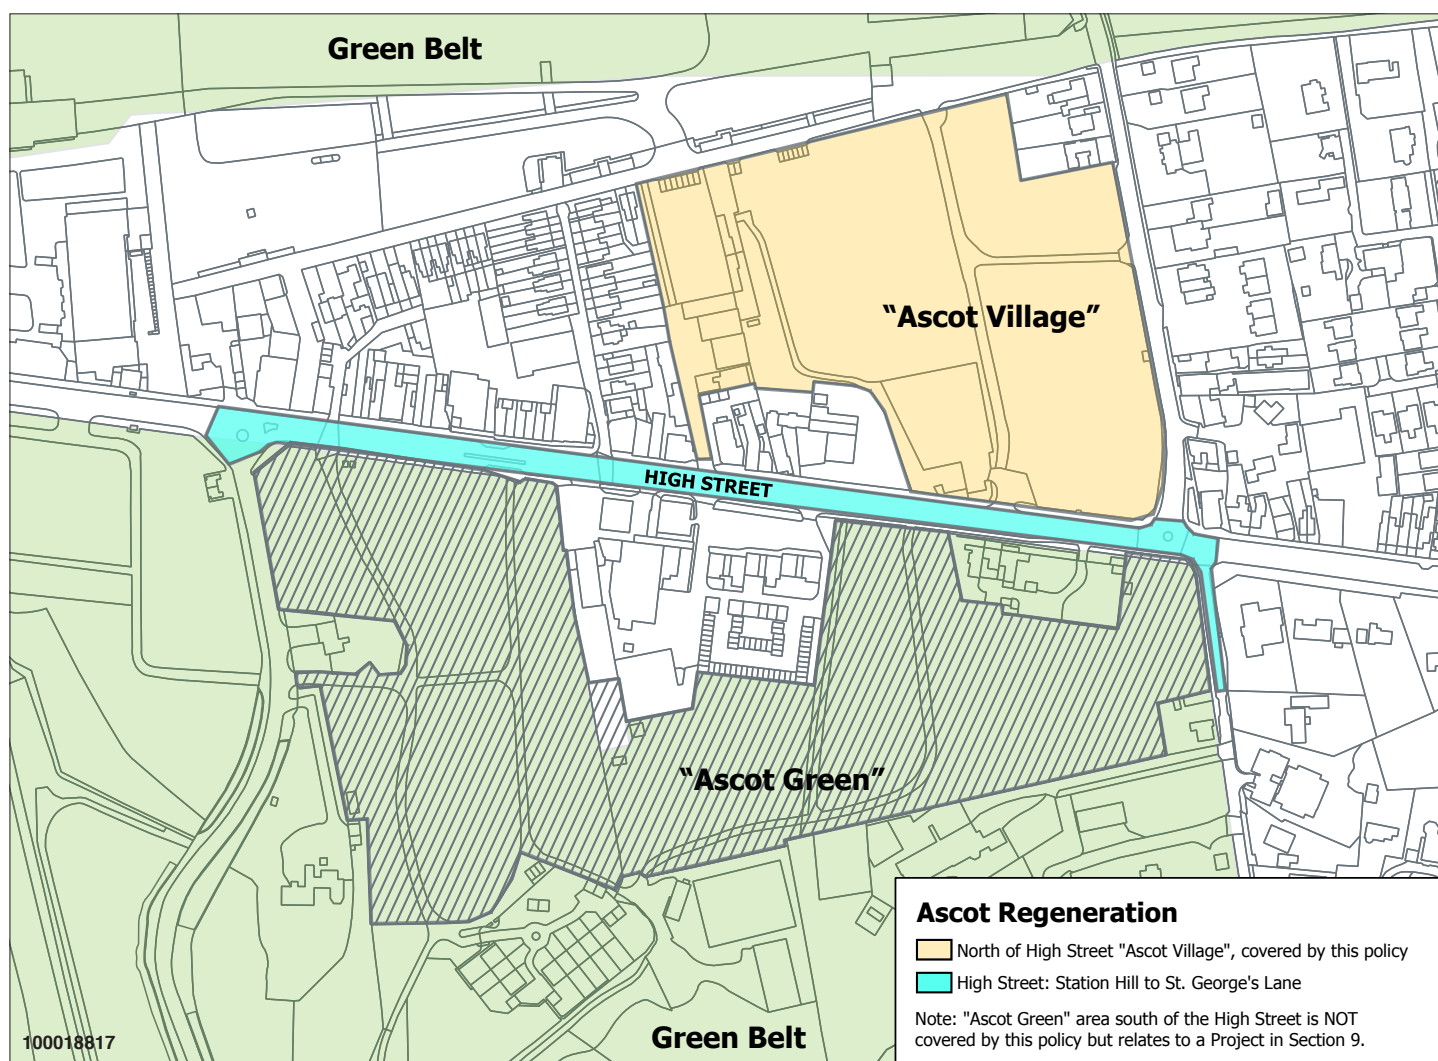 Green Belt
“Ascot Village”
HIGH STREET
“Ascot Green”
Green Belt
100018817
Ascot Regeneration
North of High Street "Ascot Village", covered by this policy
High Street: Station Hill to St. George's Lane
Note: "Ascot Green" area south of the High Street is NOT
covered by this policy but relates to a Project in Section 9.